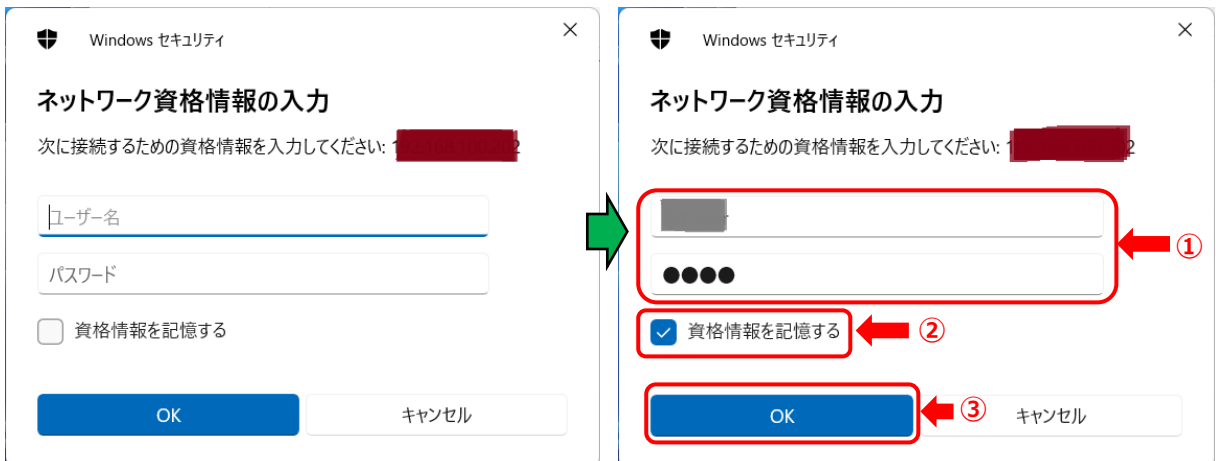 Windows セキュリティ
ネットワーク資格情報の入力
次に接続するための資格情報を入力してください:
ユーザー名
パスワード
資格情報を記憶する
OK
キャンセル
Windows セキュリティ
ネットワーク資格情報の入力
次に接続するための資格情報を入力してください:
①
●●●●
資格情報を記憶する
②
OK
③
キャンセル